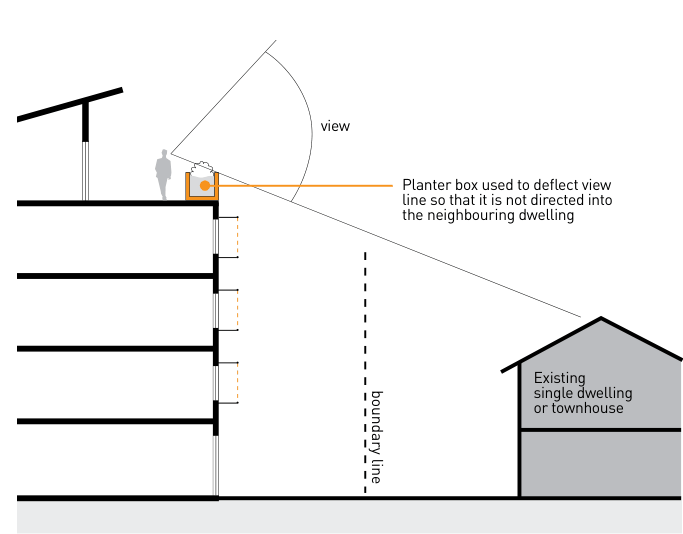 view
Planter box used to deflect view
line so that it is not directed into
the neighbouring dwelling
Existing
single dwelling
or townhouse
boundary line